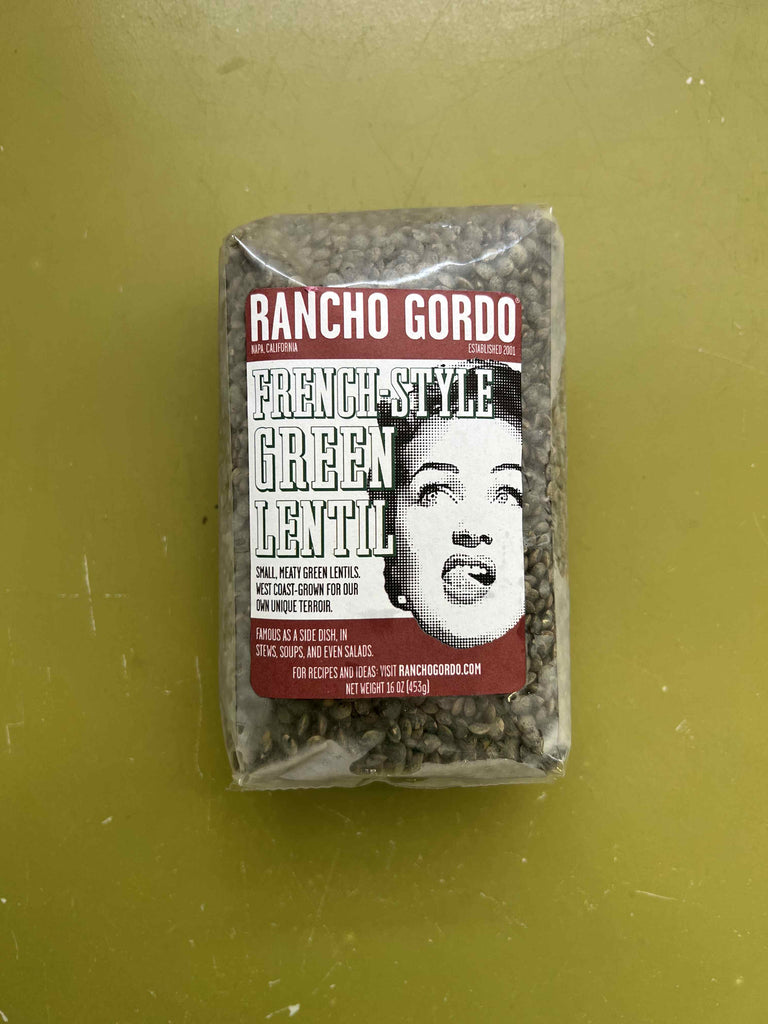 RANCHO GORDO®
NAPA, CALIFORNIA ESTABLISHED 2001
FRENCH-STYLE
GREEN
LENTIL
SMALL, MEATY GREEN LENTILS.
WEST COAST-GROWN FOR OUR
OWN UNIQUE TERROIR.
FAMOUS AS A SIDE DISH, IN
STEWS, SOUPS, AND EVEN SALADS.
FOR RECIPES AND IDEAS: VISIT RANCHOGORDO.COM
NET WEIGHT 16 OZ (453g)